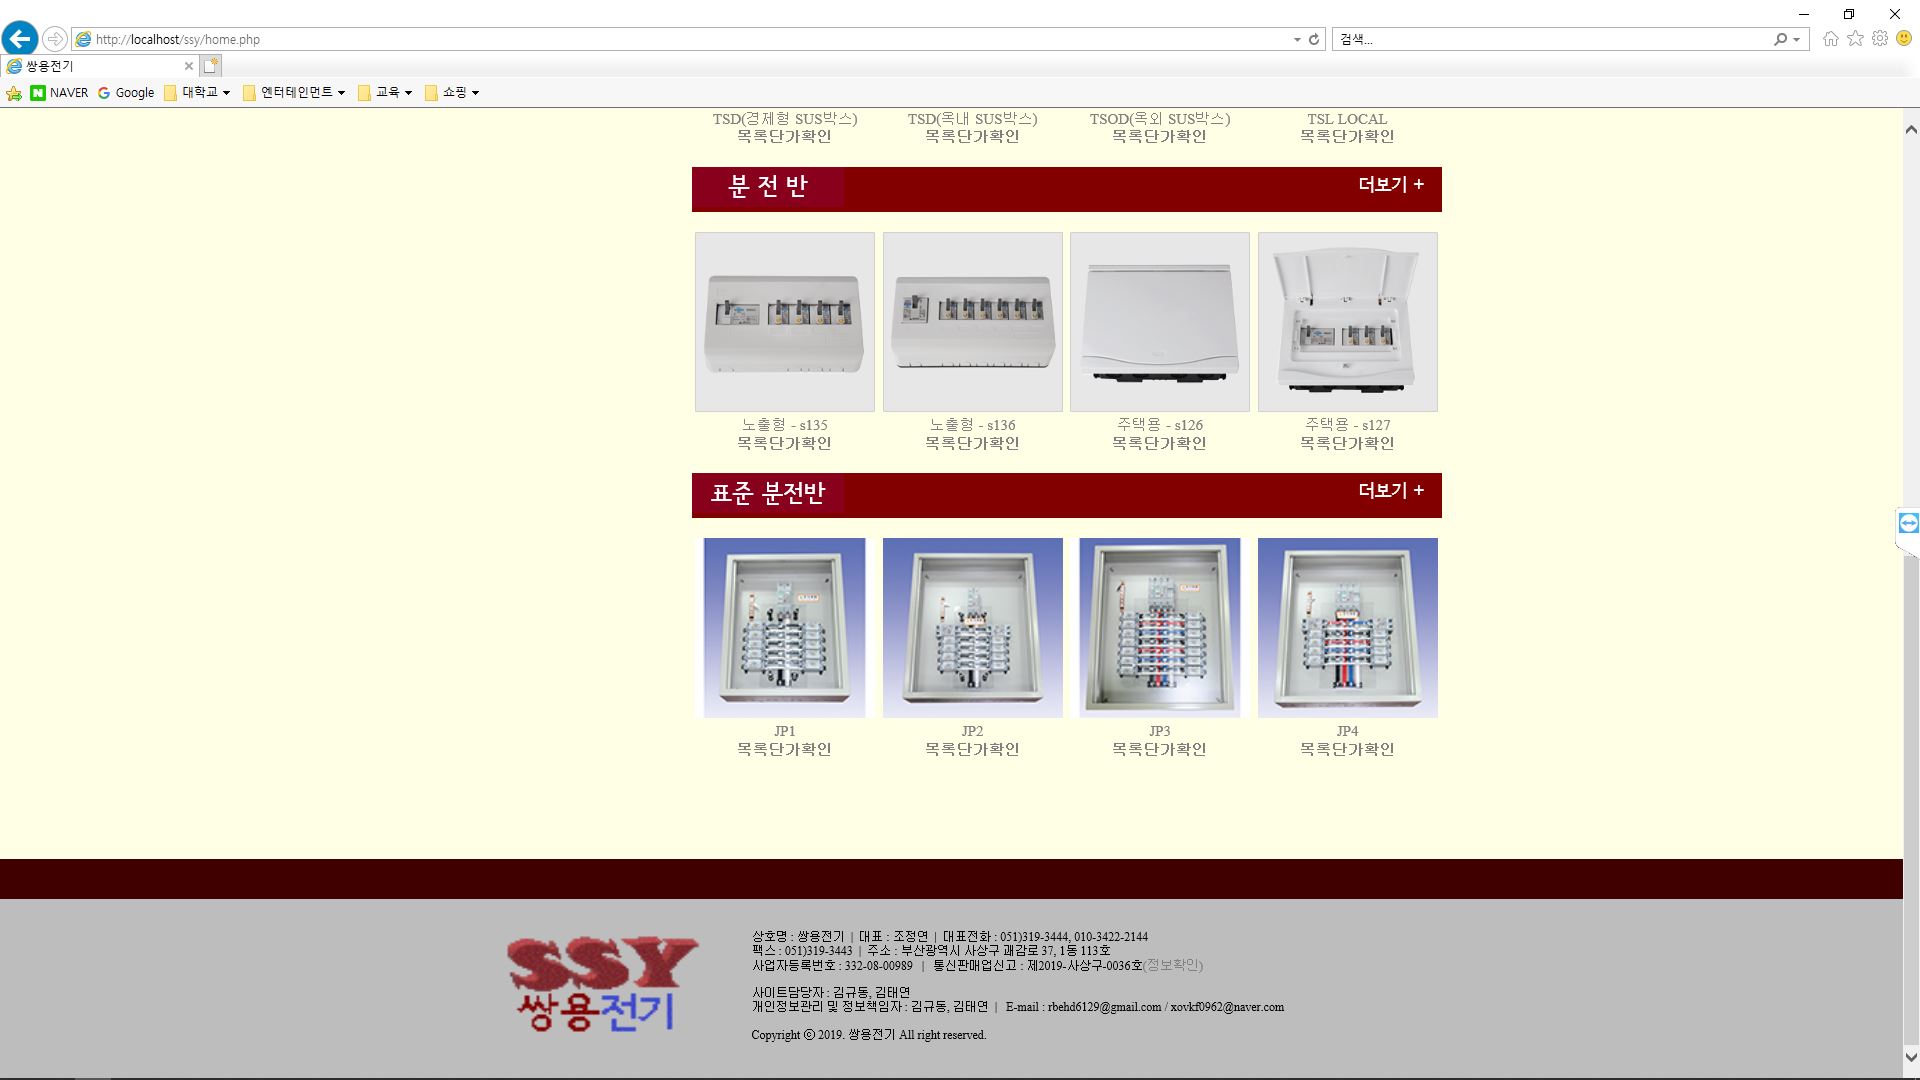 http://localhost/ssy/home.php
검색...
쌍용전기
NAVER Google 대학교 엔터테인먼트 교육 쇼핑
TSD(경제형 SUS박스) TSD(옥내 SUS박스) TSOD(옥외 SUS박스) TSL LOCAL
목록단가확인 목록단가확인 목록단가확인 목록단가확인
분 전 반 더보기 +
노출형 - s135 노출형 - s136 주택용 - s126 주택용 - s127
목록단가확인 목록단가확인 목록단가확인 목록단가확인
표준 분전반 더보기 +
JP1 JP2 JP3 JP4
목록단가확인 목록단가확인 목록단가확인 목록단가확인
SSY
쌍용전기
상호명 : 쌍용전기 | 대표 : 조정연 | 대표전화 : 051)319-3444, 010-3422-2144
팩스 : 051)319-3443 | 주소 : 부산광역시 사상구 괘감로 37, 1동 113호
사업자등록번호 : 332-08-00989 | 통신판매업신고 : 제2019-사상구-0036호(정보확인)
사이트담당자 : 김규동, 김태연
개인정보관리 및 정보책임자 : 김규동, 김태연 | E-mail : rbehd6129@gmail.com / xovkf0962@naver.com
Copyright ⓒ 2019. 쌍용전기 All right reserved.